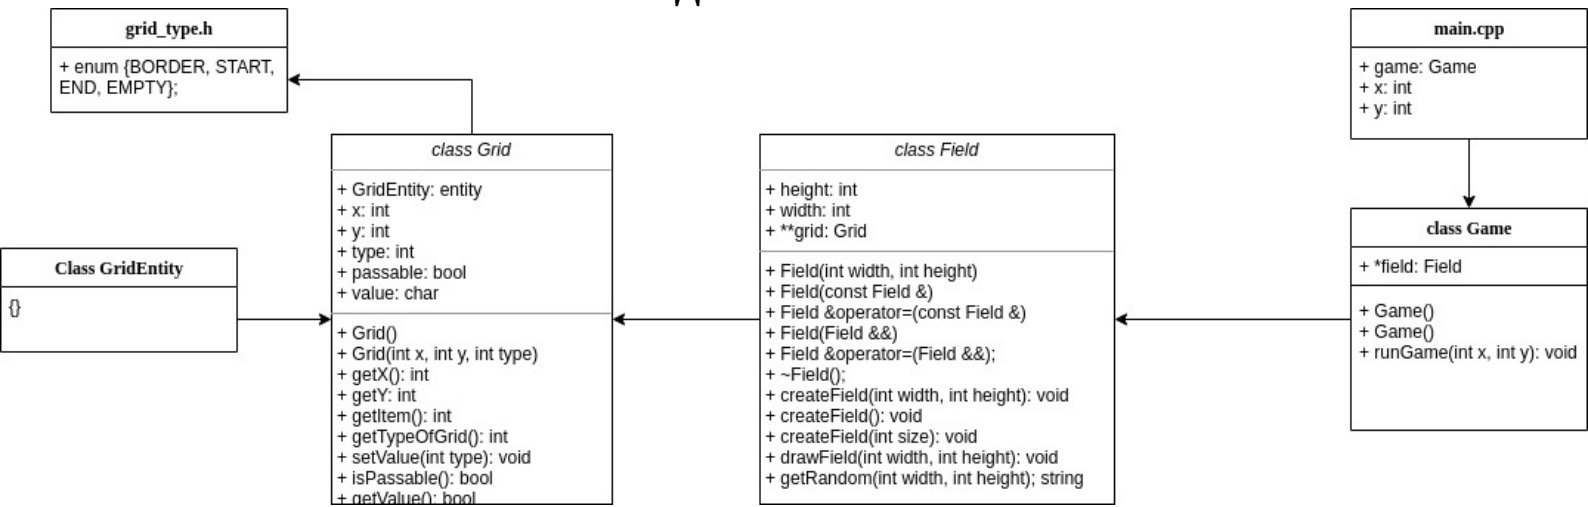 grid_type.h
+ enum {BORDER, START,
END, EMPTY};
Class GridEntity
{}
class Grid
+ GridEntity: entity
+ x: int
+ y: int
+ type: int
+ passable: bool
+ value: char
+ Grid()
+ Grid(int x, int y, int type)
+ getX(): int
+ getY: int
+ getItem(): int
+ getTypeOfGrid(): int
+ setValue(int type): void
+ isPassable(): bool
+ getValue(): bool
class Field
+ height: int
+ width: int
+ **grid: Grid
+ Field(int width, int height)
+ Field(const Field &)
+ Field &operator=(const Field &)
+ Field(Field &&)
+ Field &operator=(Field &&);
+ ~Field();
+ createField(int width, int height): void
+ createField(): void
+ createField(int size): void
+ drawField(int width, int height): void
+ getRandom(int width, int height); string
main.cpp
+ game: Game
+ x: int
+ y: int
class Game
+ *field: Field
+ Game()
+ Game()
+ runGame(int x, int y): void